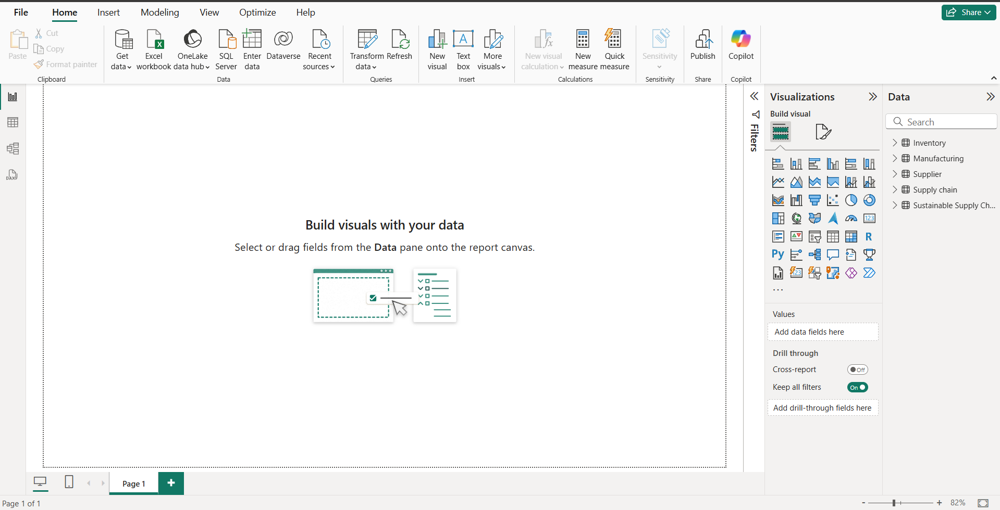 File Home Insert Modeling View Optimize Help Share
Paste
Cut
Copy
Format painter
Clipboard
Get data
Excel workbook
OneLake data hub
SQL Server
Enter data
Dataverse
Recent sources
Data
Transform data
Refresh
Queries
New visual
Text box
More visuals
Insert
New visual calculation
New measure
Quick measure
Calculations
Sensitivity
Sensitivity
Publish
Share
Copilot
Copilot
DAX
Build visuals with your data
Select or drag fields from the Data pane onto the report canvas.
Filters
Visualizations
Build visual
123
R
Py
123
...
Values
Add data fields here
Drill through
Cross-report Off
Keep all filters On
Add drill-through fields here
Data
Search
Inventory
Manufacturing
Supplier
Supply chain
Sustainable Supply Ch...
Page 1
+
Page 1 of 1
- + 82%